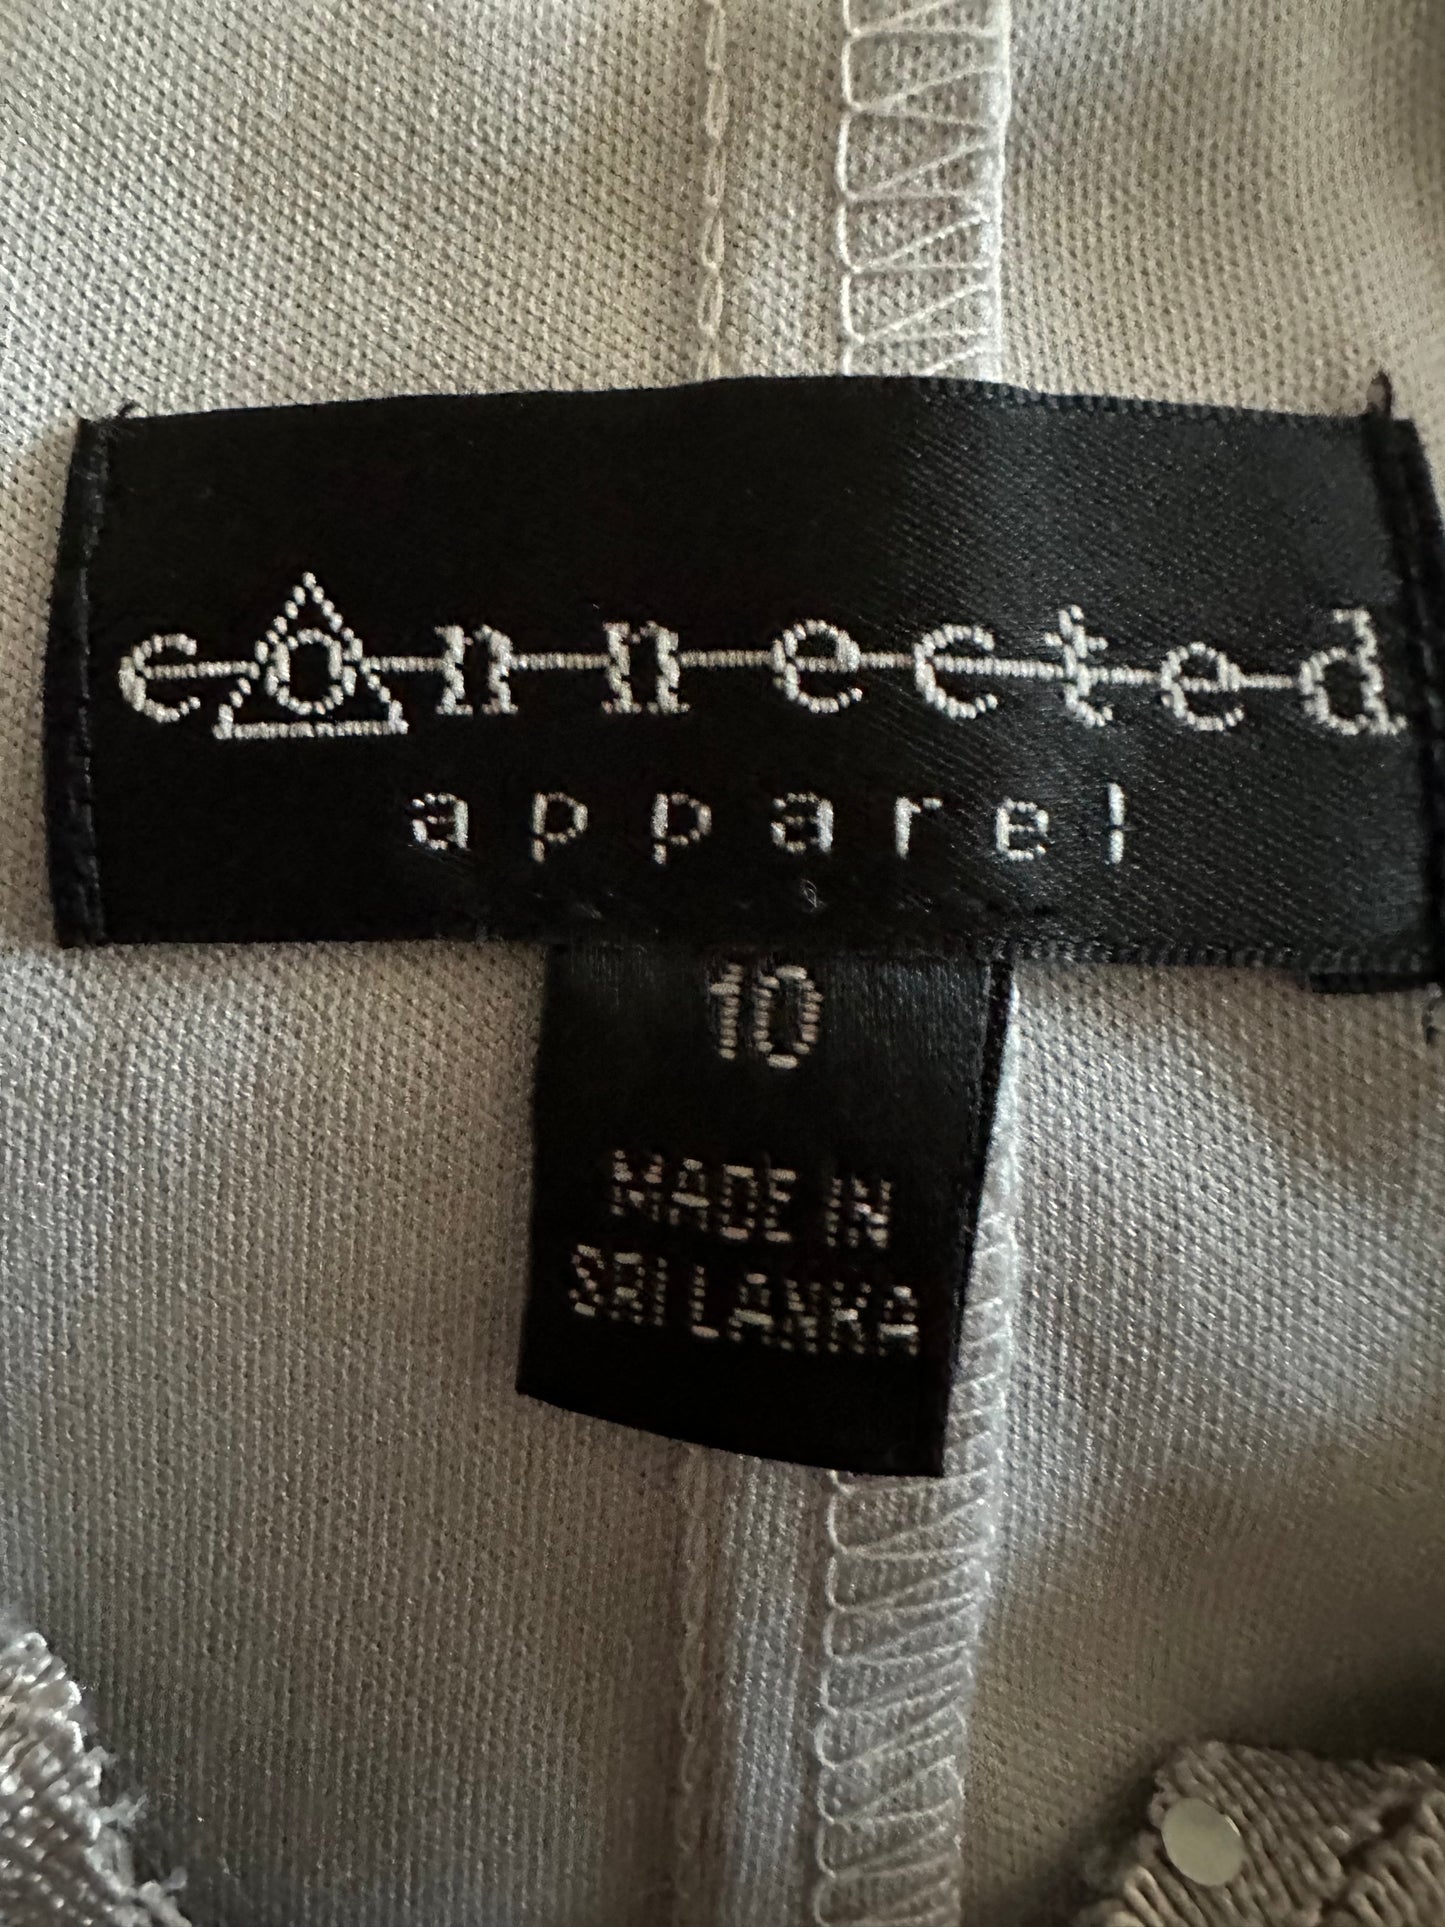 connected
apparel
10
MADE IN
SRI LANKA